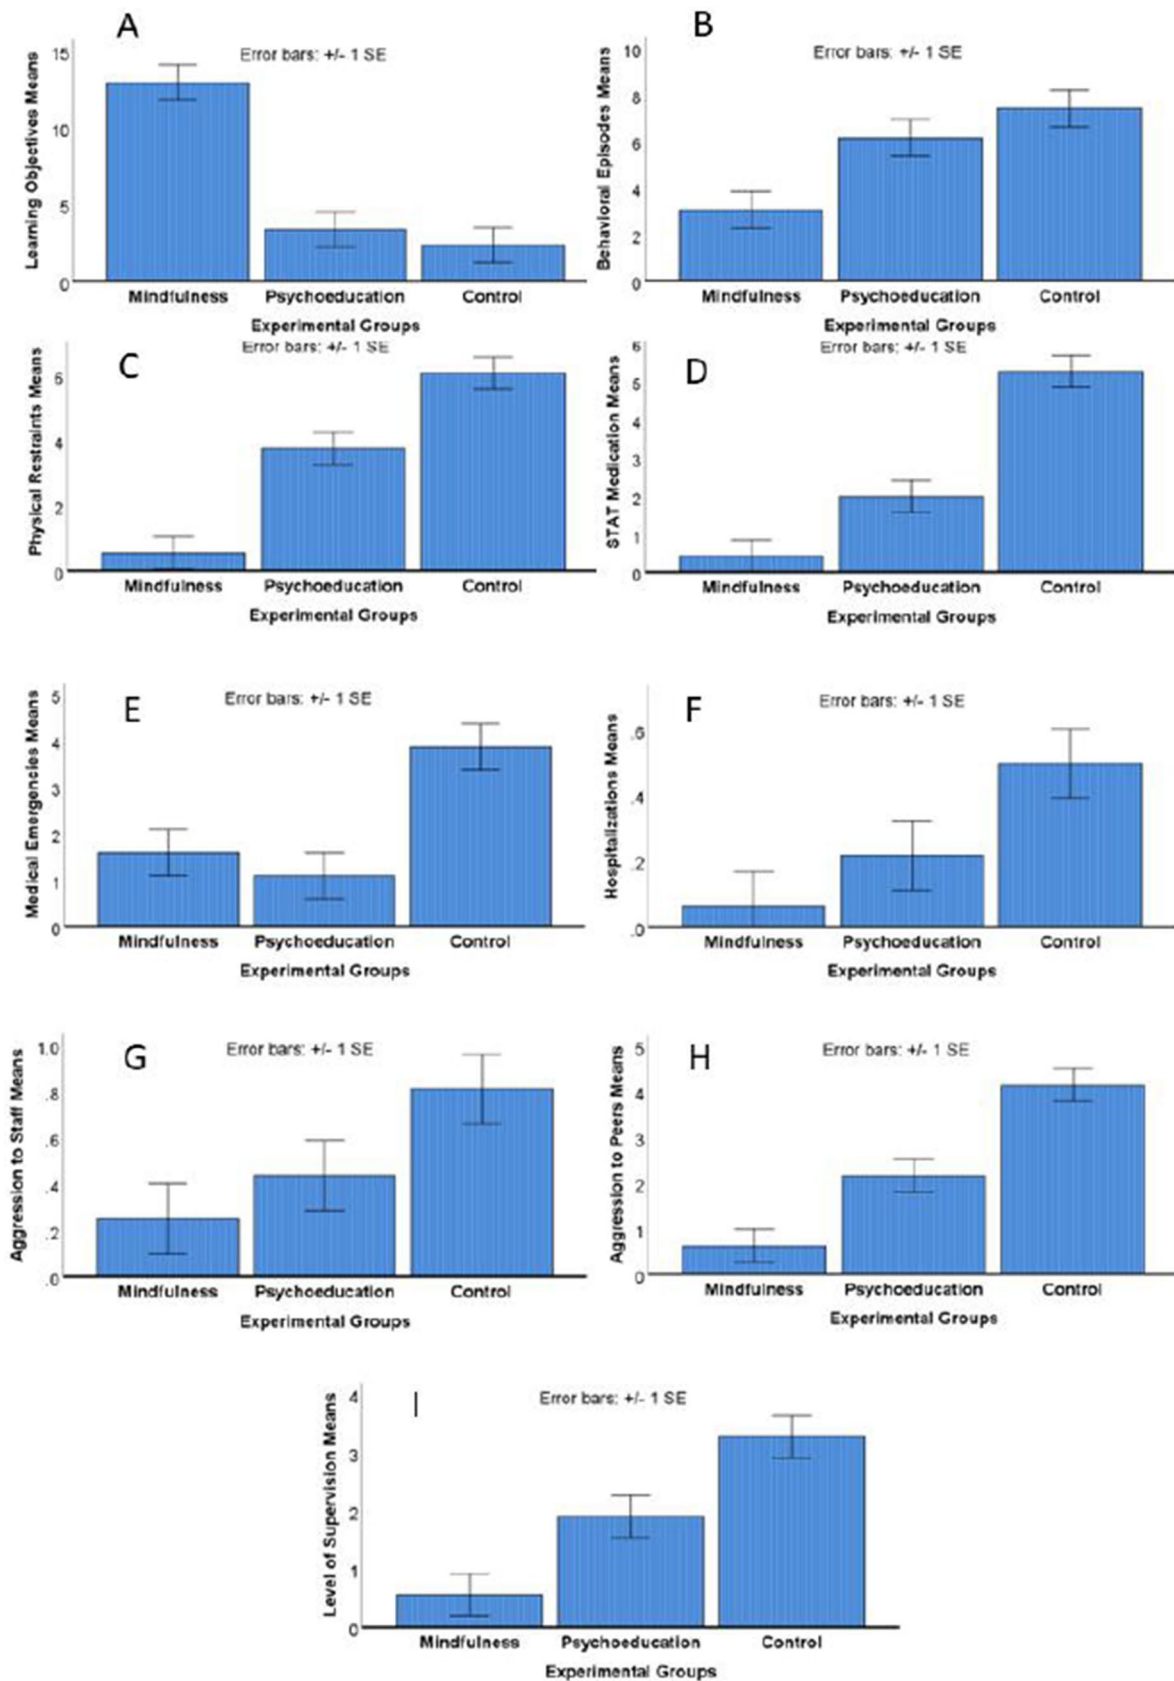 A
Error bars: +/- 1 SE
Learning Objectives Means
15
10
5
0
Mindfulness Psychoeducation Control
Experimental Groups
B
Error bars: +/- 1 SE
Behavioral Episodes Means
10
8
6
4
2
0
Mindfulness Psychoeducation Control
Experimental Groups
C
Error bars: +/- 1 SE
Physical Restraints Means
6
4
2
0
Mindfulness Psychoeducation Control
Experimental Groups
D
Error bars: +/- 1 SE
STAT Medication Means
6
5
4
3
2
1
0
Mindfulness Psychoeducation Control
Experimental Groups
E
Error bars: +/- 1 SE
Medical Emergencies Means
5
4
3
2
1
0
Mindfulness Psychoeducation Control
Experimental Groups
F
Error bars: +/- 1 SE
Hospitalizations Means
.6
.4
.2
.0
Mindfulness Psychoeducation Control
Experimental Groups
G
Error bars: +/- 1 SE
Aggression to Staff Means
1.0
.8
.6
.4
.2
.0
Mindfulness Psychoeducation Control
Experimental Groups
H
Error bars: +/- 1 SE
Aggression to Peers Means
5
4
3
2
1
0
Mindfulness Psychoeducation Control
Experimental Groups
I
Error bars: +/- 1 SE
Level of Supervision Means
4
3
2
1
0
Mindfulness Psychoeducation Control
Experimental Groups